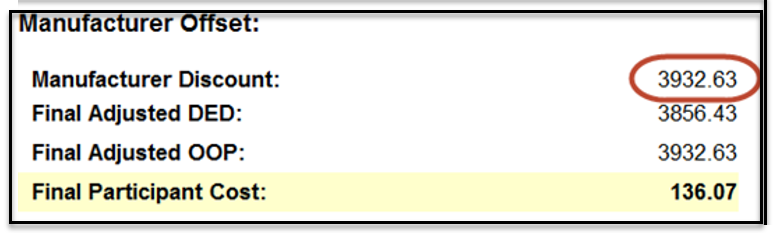 Manufacturer Offset:
Manufacturer Discount: 3932.63
Final Adjusted DED: 3856.43
Final Adjusted OOP: 3932.63
Final Participant Cost: 136.07